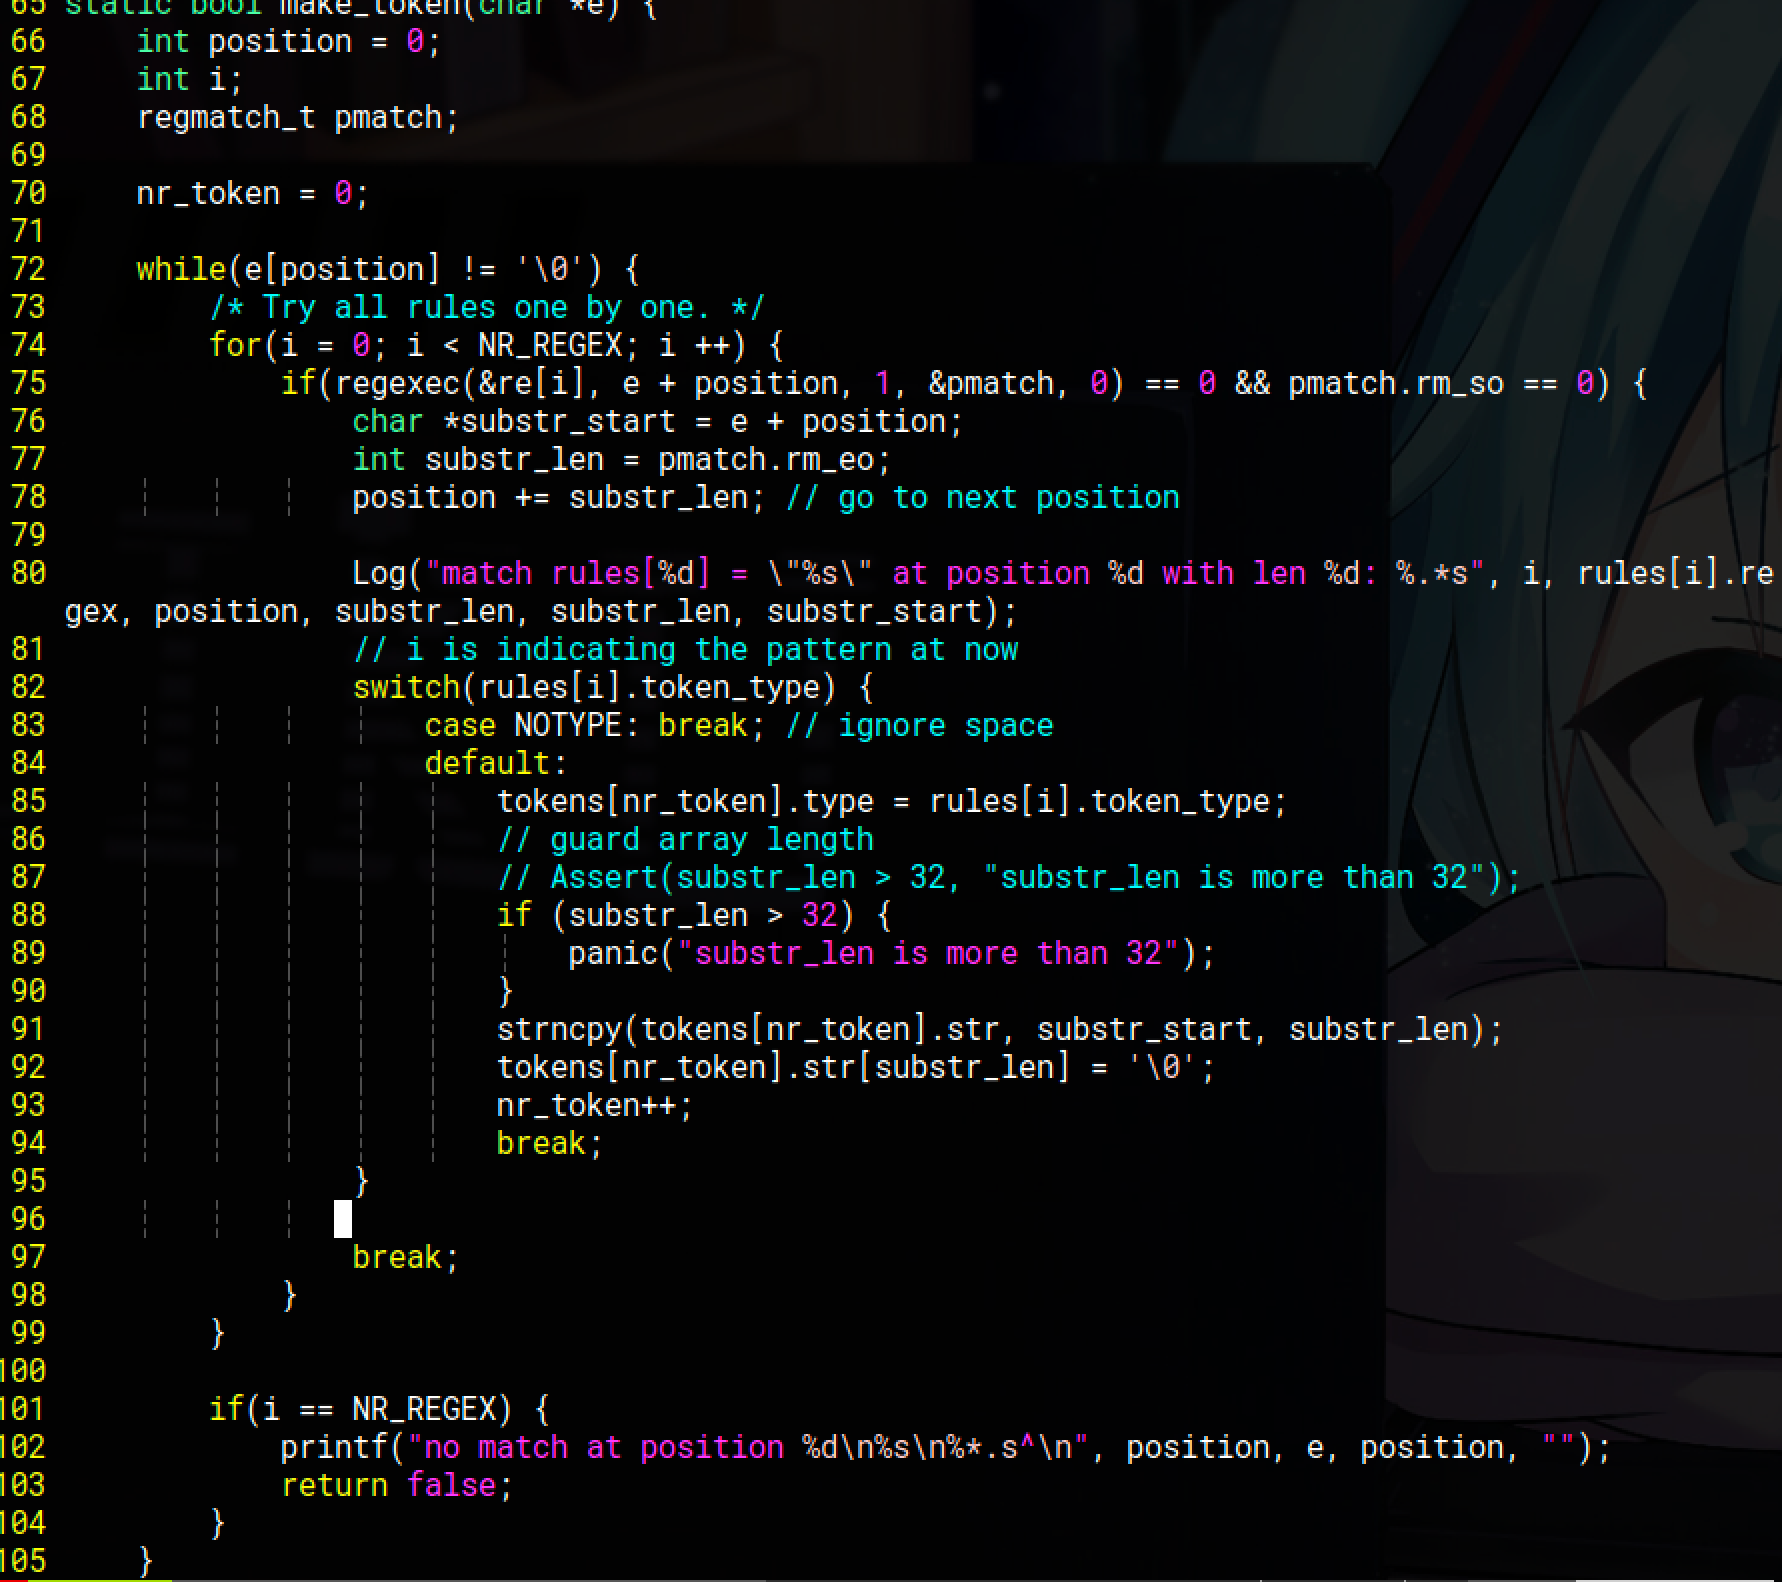 65 static bool make_token(char *e) {
66     int position = 0;
67     int i;
68     regmatch_t pmatch;
69
70     nr_token = 0;
71
72     while(e[position] != '\0') {
73         /* Try all rules one by one. */
74         for(i = 0; i < NR_REGEX; i ++) {
75             if(regexec(&re[i], e + position, 1, &pmatch, 0) == 0 && pmatch.rm_so == 0) {
76                 char *substr_start = e + position;
77                 int substr_len = pmatch.rm_eo;
78                 position += substr_len; // go to next position
79
80                 Log("match rules[%d] = \"%s\" at position %d with len %d: %.*s", i, rules[i].re
gex, position, substr_len, substr_len, substr_start);
81                 // i is indicating the pattern at now
82                 switch(rules[i].token_type) {
83                     case NOTYPE: break; // ignore space
84                     default:
85                         tokens[nr_token].type = rules[i].token_type;
86                         // guard array length
87                         // Assert(substr_len > 32, "substr_len is more than 32");
88                         if (substr_len > 32) {
89                             panic("substr_len is more than 32");
90                         }
91                         strncpy(tokens[nr_token].str, substr_start, substr_len);
92                         tokens[nr_token].str[substr_len] = '\0';
93                         nr_token++;
94                         break;
95                 }
96
97                 break;
98             }
99         }
100
101         if(i == NR_REGEX) {
102             printf("no match at position %d\n%s\n%*.s^\n", position, e, position, "");
103             return false;
104         }
105     }